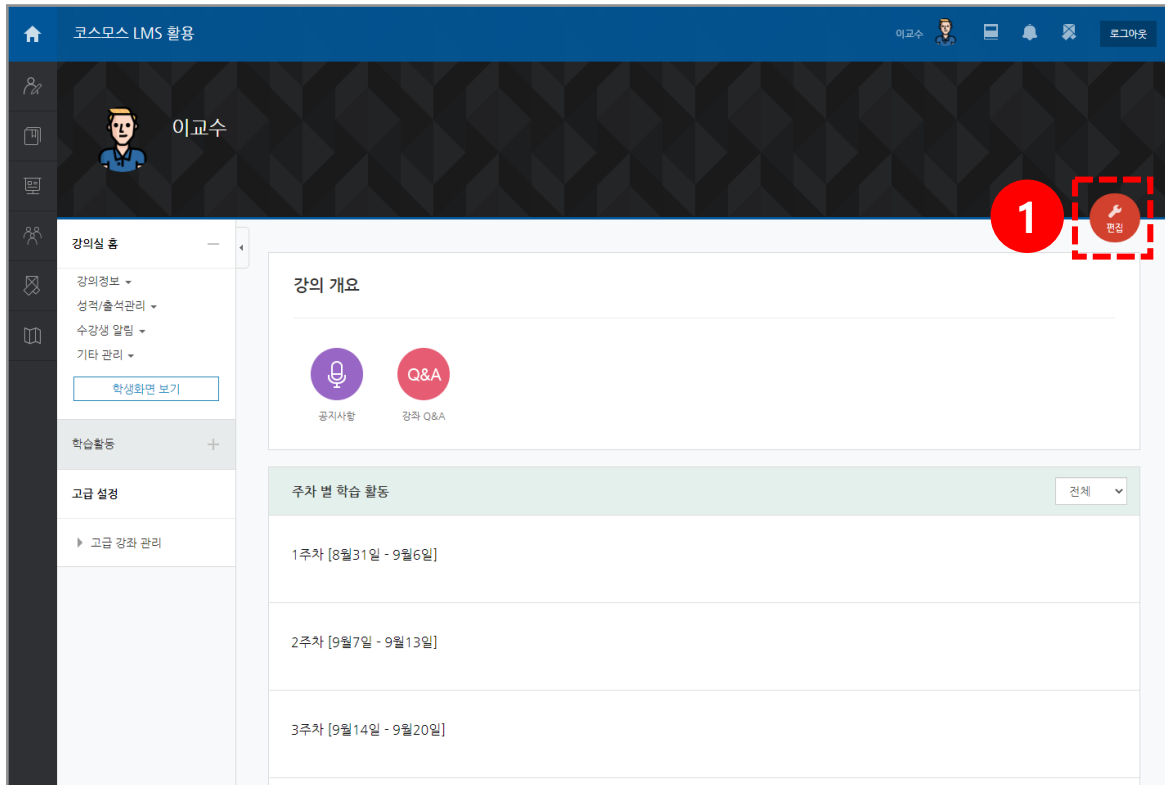 코스모스 LMS 활용
이교수
로그아웃
이교수
1
편집
강의실 홈
강의정보
성적/출석관리
수강생 알림
기타 관리
학생화면 보기
학습활동
고급 설정
고급 강좌 관리
강의 개요
Q&A
공지사항
강좌 Q&A
주차 별 학습 활동
전체
1주차 [8월31일 - 9월6일]
2주차 [9월7일 - 9월13일]
3주차 [9월14일 - 9월20일]